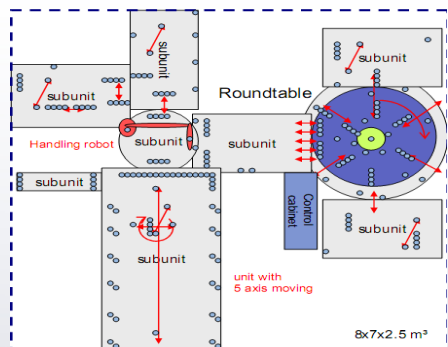 subunit
subunit
subunit
Roundtable
Handling robot
subunit
subunit
subunit
Control
cabinet
subunit
subunit
unit with
5 axis moving
8x7x2.5 m³